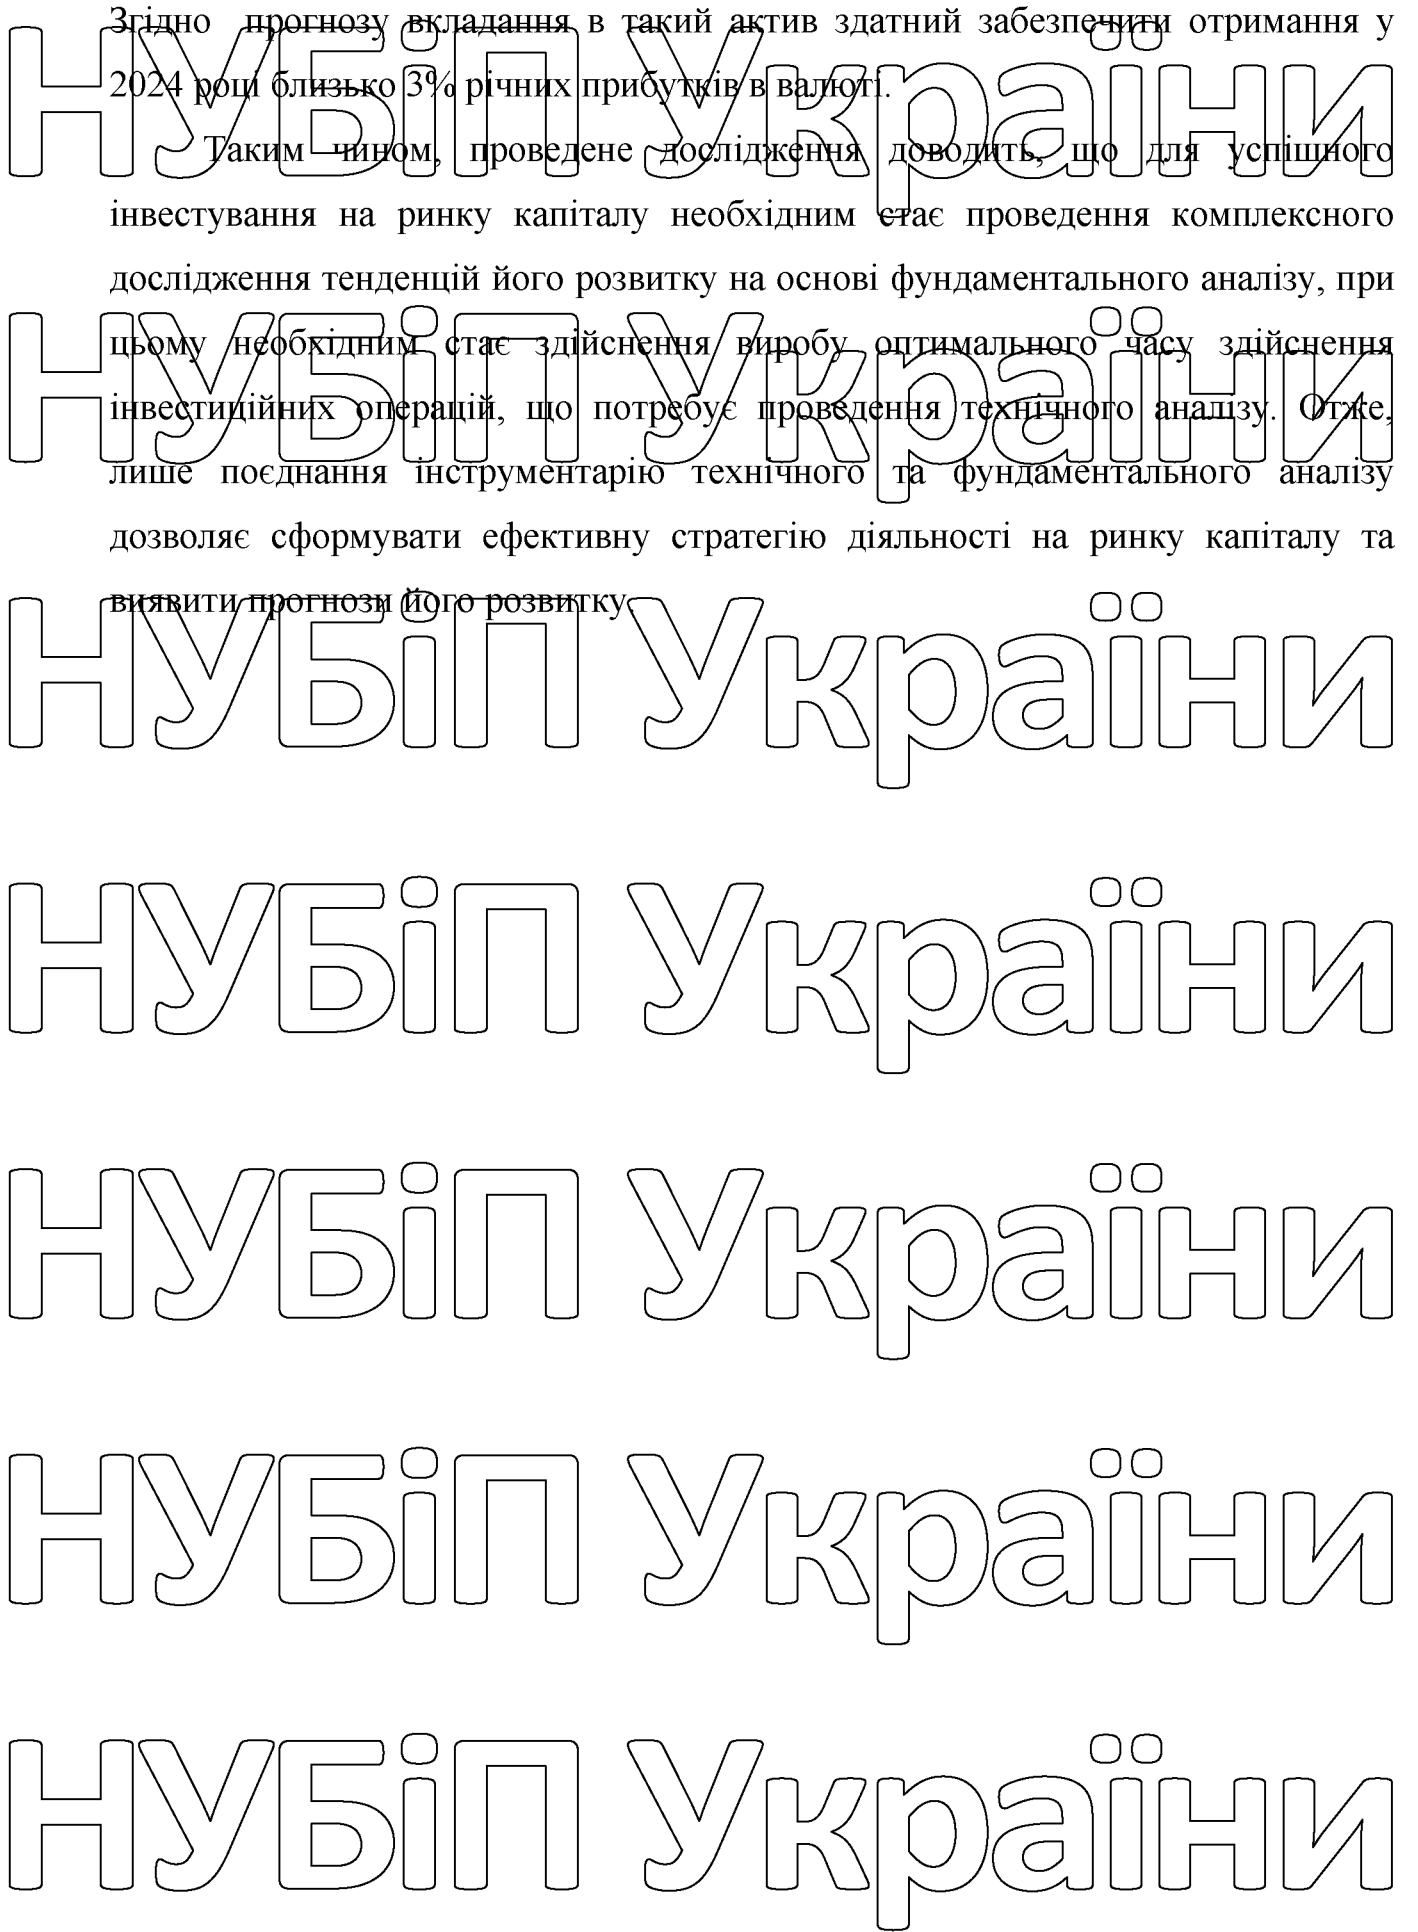 Згідно прогнозу вкладання в такий актив здатний забезпечити отримання у
2024 році близько 3% річних прибутків в валюті.
Таким чином, проведене дослідження доводить, що для успішного
інвестування на ринку капіталу необхідним стає проведення комплексного
дослідження тенденцій його розвитку на основі фундаментального аналізу, при
цьому необхідним стає здійснення виробу оптимального часу здійснення
інвестиційних операцій, що потребує проведення технічного аналізу. Отже,
лише поєднання інструментарію технічного та фундаментального аналізу
дозволяє сформувати ефективну стратегію діяльності на ринку капіталу та
виявити прогнози його розвитку.
НУБіП України
НУБіП України
НУБіП України
НУБіП України
НУБіП України
НУБіП України
НУБіП України